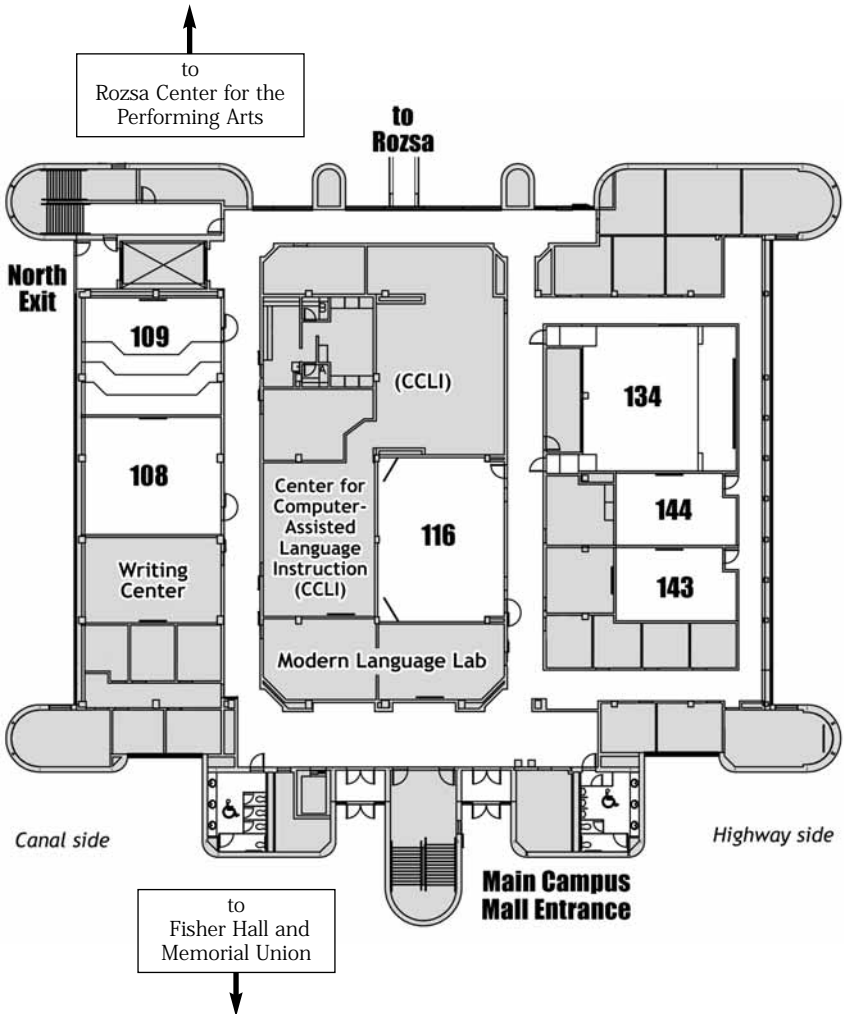 to
Rozsa Center for the
Performing Arts
to
Rozsa
North
Exit
109
B
A
(CCLI)
134
108
Center for
Computer-
Assisted
Language
Instruction
(CCLI)
116
144
Writing
Center
143
Modern Language Lab
Canal side
Highway side
Main Campus
Mall Entrance
to
Fisher Hall and
Memorial Union